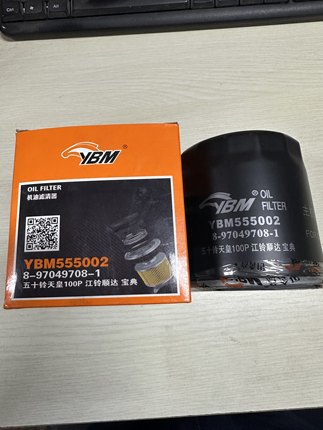 YBM
OIL FILTER
机油滤清器
YBM555002
8-97049708-1
五十铃天皇100P 江铃顺达 宝典
YBM® OIL
FILTER
YBM555002
8-97049708-1
五十铃天皇100P 江铃顺达 宝典